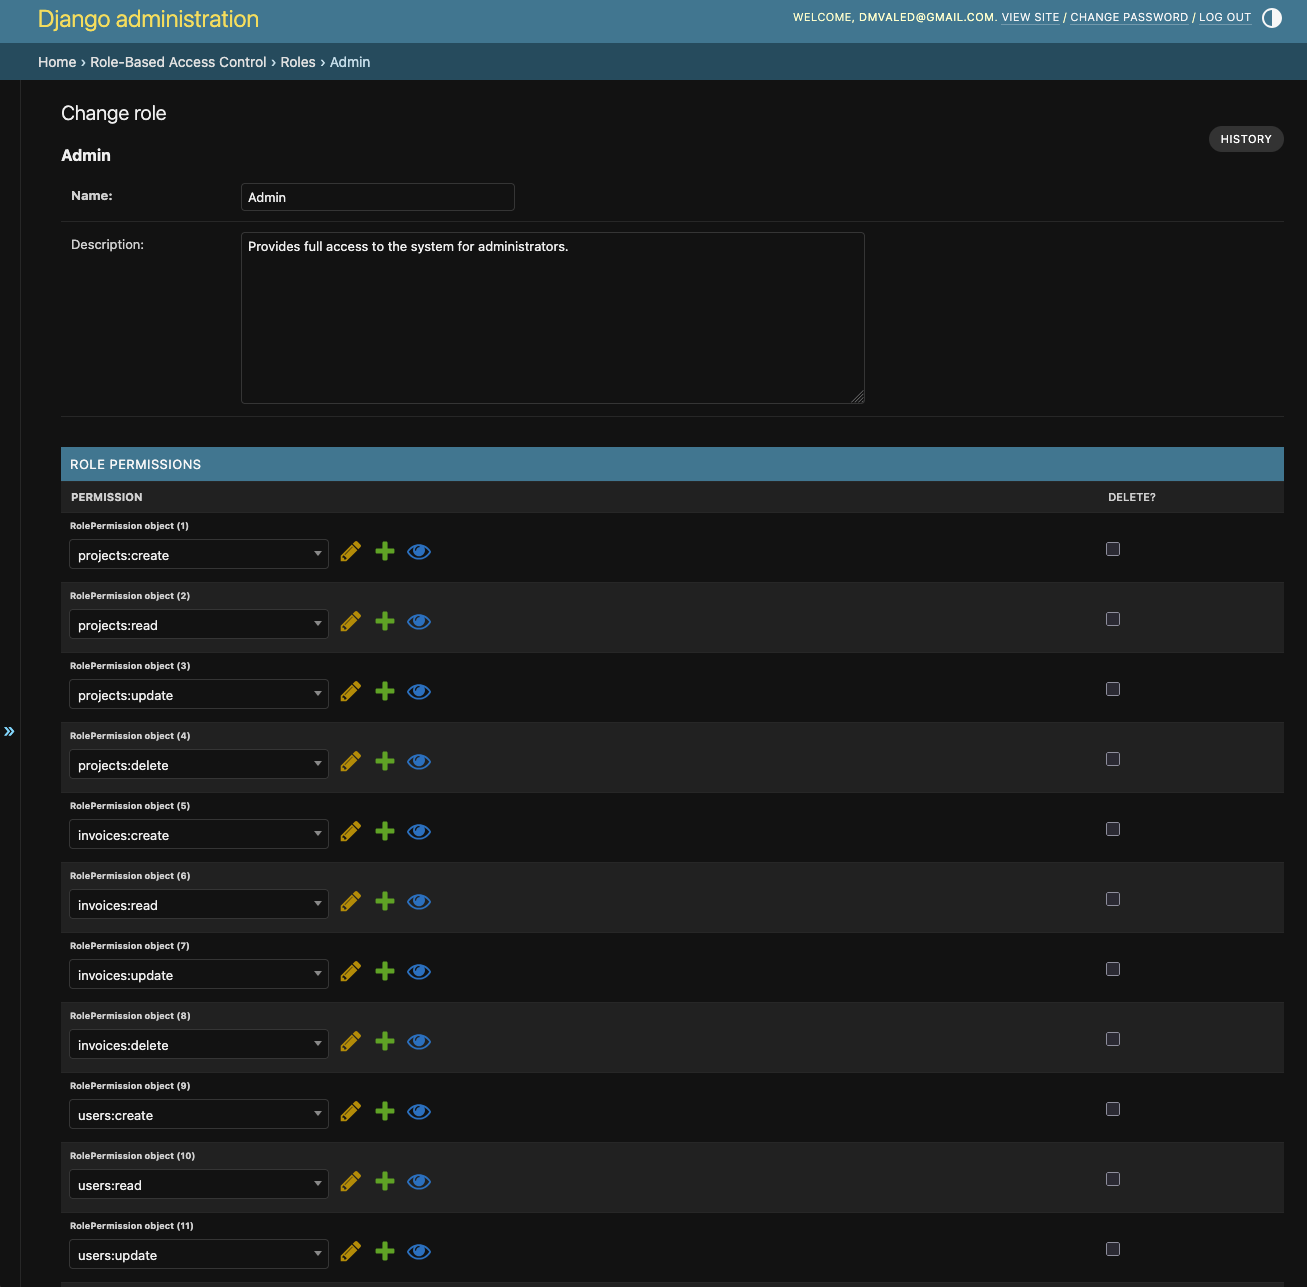 Django administration
WELCOME, DMVALED@GMAIL.COM. VIEW SITE / CHANGE PASSWORD / LOG OUT
Home › Role-Based Access Control › Roles › Admin
Change role
HISTORY
Admin
Name:
Admin
Description:
Provides full access to the system for administrators.
ROLE PERMISSIONS
PERMISSION DELETE?
RolePermission object (1)
projects:create
RolePermission object (2)
projects:read
RolePermission object (3)
projects:update
»
RolePermission object (4)
projects:delete
RolePermission object (5)
invoices:create
RolePermission object (6)
invoices:read
RolePermission object (7)
invoices:update
RolePermission object (8)
invoices:delete
RolePermission object (9)
users:create
RolePermission object (10)
users:read
RolePermission object (11)
users:update